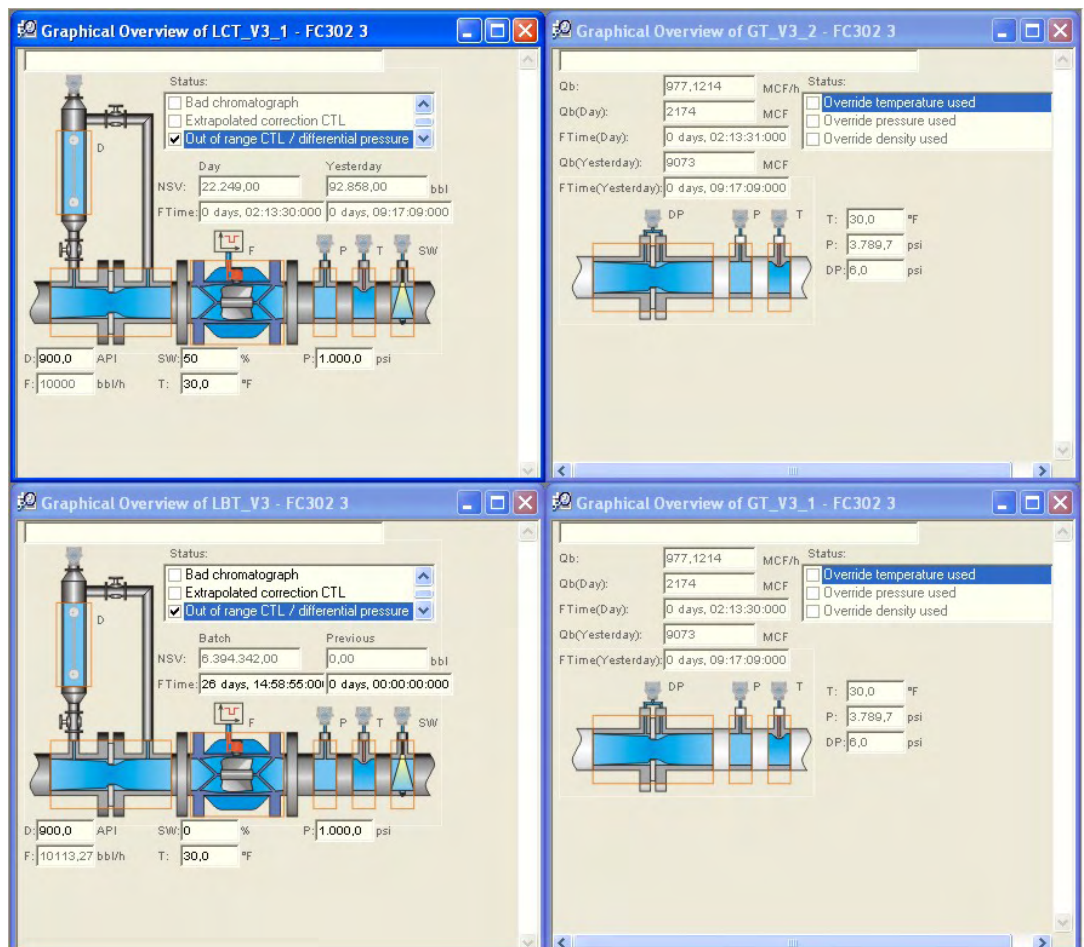 Graphical Overview of LCT_V3_1 - FC302 3
Status:
Bad chromatograph
Extrapolated correction CTL
Out of range CTL / differential pressure
D
Day Yesterday
NSV: 22.249,00 92.858,00 bbl
FTime: 0 days, 02:13:30:000 0 days, 09:17:09:000
F P T SW
D: 900,0 API SW: 50 % P: 1.000,0 psi
F: 10000 bbl/h T: 30,0 ºF
Graphical Overview of GT_V3_2 - FC302 3
Qb: 977,1214 MCF/h Status:
Override temperature used
Override pressure used
Override density used
Qb(Day): 2174 MCF
FTime(Day): 0 days, 02:13:31:000
Qb(Yesterday): 9073 MCF
FTime(Yesterday): 0 days, 09:17:09:000
DP P T
T: 30,0 ºF
P: 3.789,7 psi
DP: 6,0 psi
Graphical Overview of LBT_V3 - FC302 3
Status:
Bad chromatograph
Extrapolated correction CTL
Out of range CTL / differential pressure
D
Batch Previous
NSV: 6.394.342,00 0,00 bbl
FTime: 26 days, 14:58:55:00 0 days, 00:00:00:000
F P T SW
D: 900,0 API SW: 0 % P: 1.000,0 psi
F: 10113,27 bbl/h T: 30,0 ºF
Graphical Overview of GT_V3_1 - FC302 3
Qb: 977,1214 MCF/h Status:
Override temperature used
Override pressure used
Override density used
Qb(Day): 2174 MCF
FTime(Day): 0 days, 02:13:30:000
Qb(Yesterday): 9073 MCF
FTime(Yesterday): 0 days, 09:17:09:000
DP P T
T: 30,0 ºF
P: 3.789,7 psi
DP: 6,0 psi